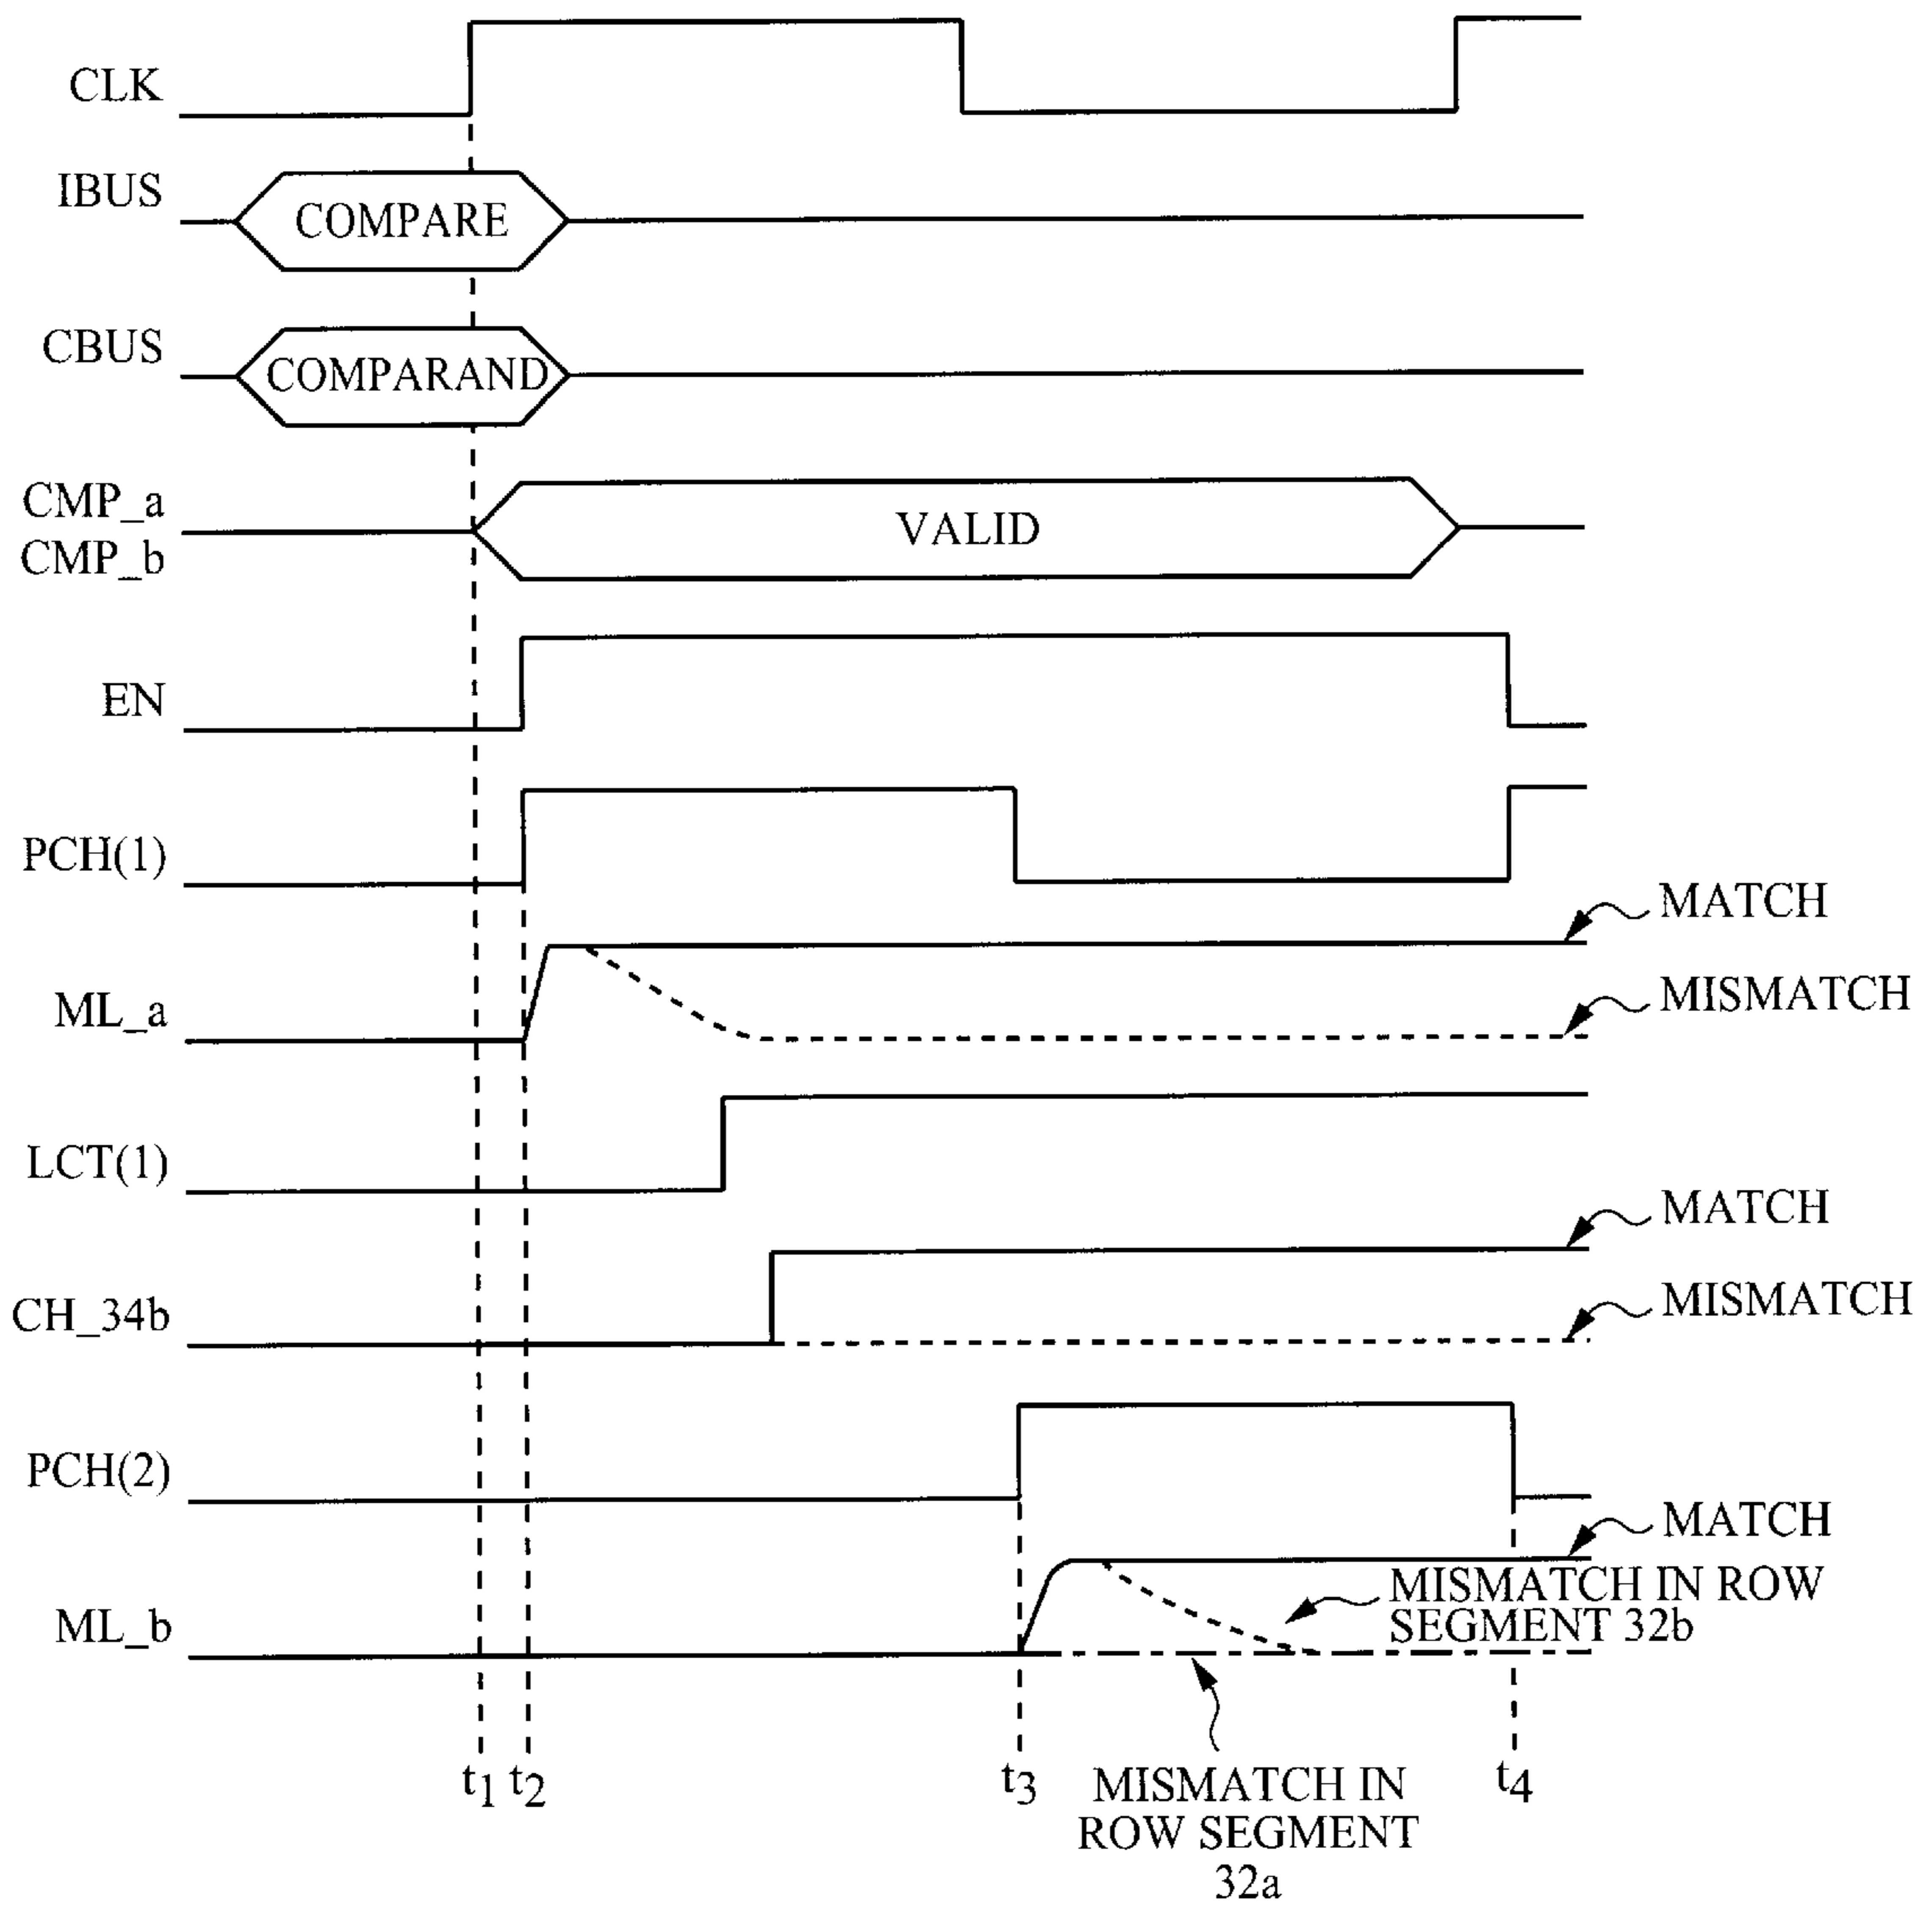 CLK
IBUS
COMPARE
CBUS
COMPARAND
CMP_a
CMP_b
VALID
EN
PCH(1)
MATCH
ML_a
MISMATCH
LCT(1)
MATCH
CH_34b
MISMATCH
PCH(2)
MATCH
ML_b
MISMATCH IN ROW
SEGMENT 32b
t1 t2 t3 t4
MISMATCH IN
ROW SEGMENT
32a